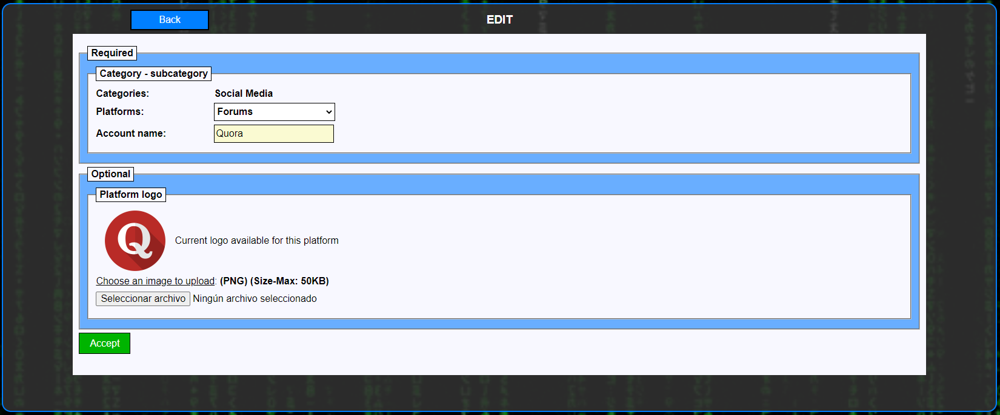 Back
EDIT
Required
Category - subcategory
Categories: Social Media
Platforms: Forums
Account name: Quora
Optional
Platform logo
Q
Current logo available for this platform
Choose an image to upload: (PNG) (Size-Max: 50KB)
Seleccionar archivo Ningún archivo seleccionado
Accept